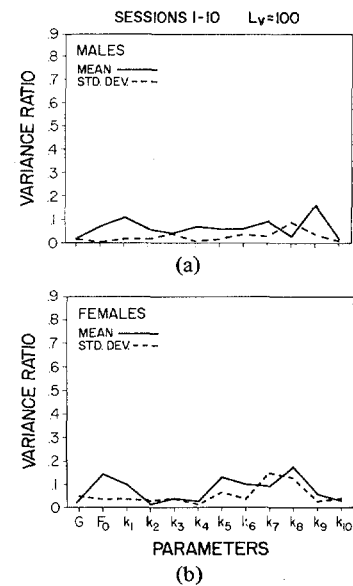 SESSIONS 1-10 Lv=100
MALES
MEAN
STD. DEV.
VARIANCE RATIO
.9
.8
.7
.6
.5
.4
.3
.2
.1
0
(a)
FEMALES
MEAN
STD. DEV.
VARIANCE RATIO
.9
.8
.7
.6
.5
.4
.3
.2
.1
0
G F0 k1 k2 k3 k4 k5 k6 k7 k8 k9 k10
PARAMETERS
(b)